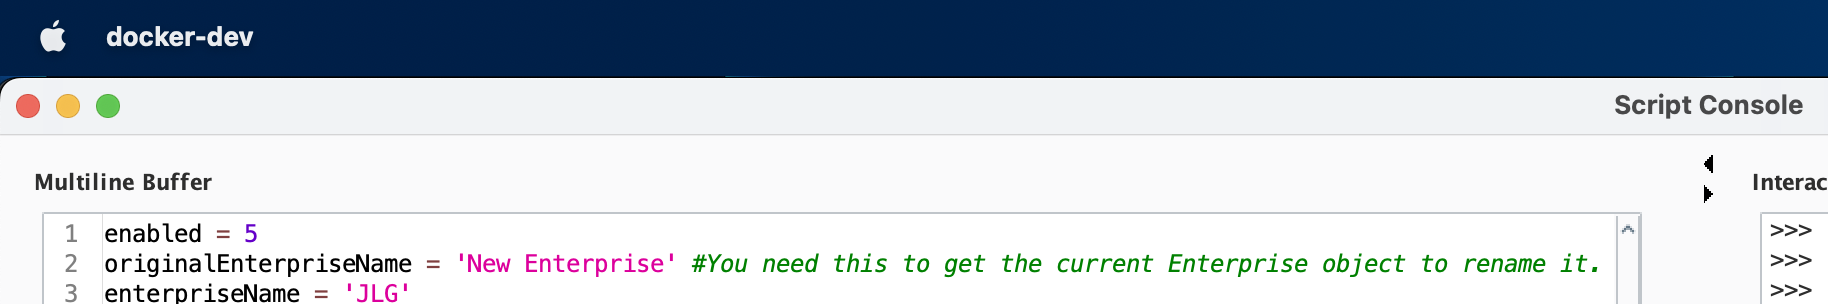 docker-dev
Script Console
Multiline Buffer
1 enabled = 5
2 originalEnterpriseName = 'New Enterprise' #You need this to get the current Enterprise object to rename it.
3 enterpriseName = 'JLG'
Interac
>>>
>>>
>>>